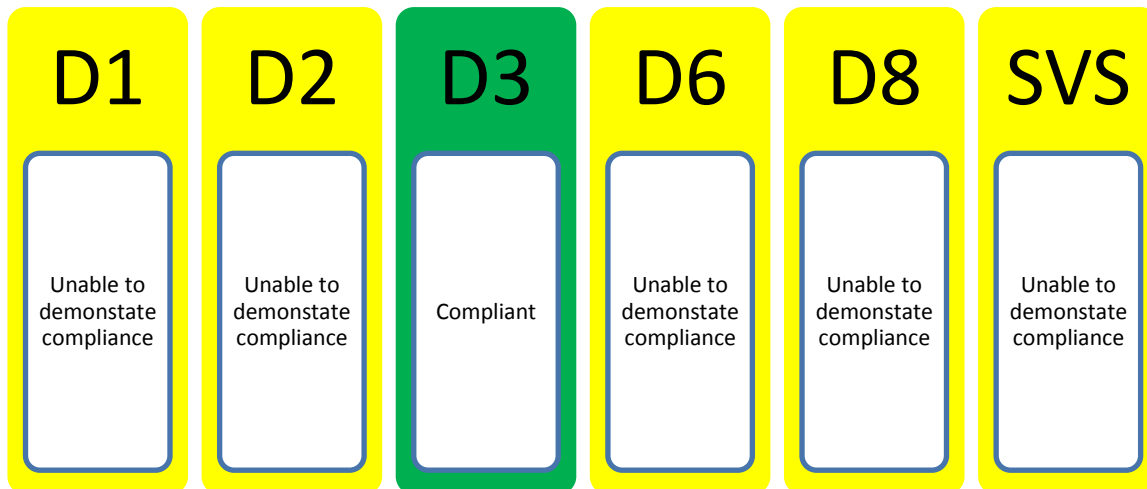 D1
Unable to
demonstate
compliance
D2
Unable to
demonstate
compliance
D3
Compliant
D6
Unable to
demonstate
compliance
D8
Unable to
demonstate
compliance
SVS
Unable to
demonstate
compliance